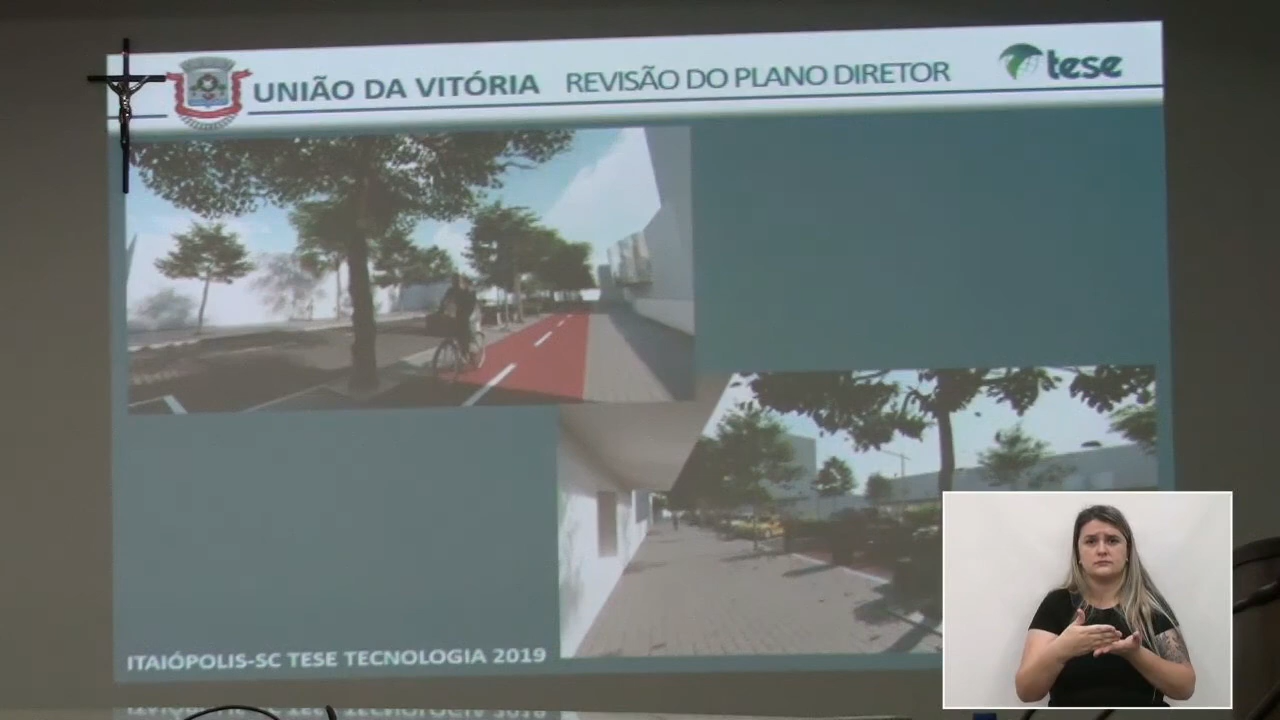 UNIÃO DA VITÓRIA REVISÃO DO PLANO DIRETOR
tese
ITAIÓPOLIS-SC TESE TECNOLOGIA 2019